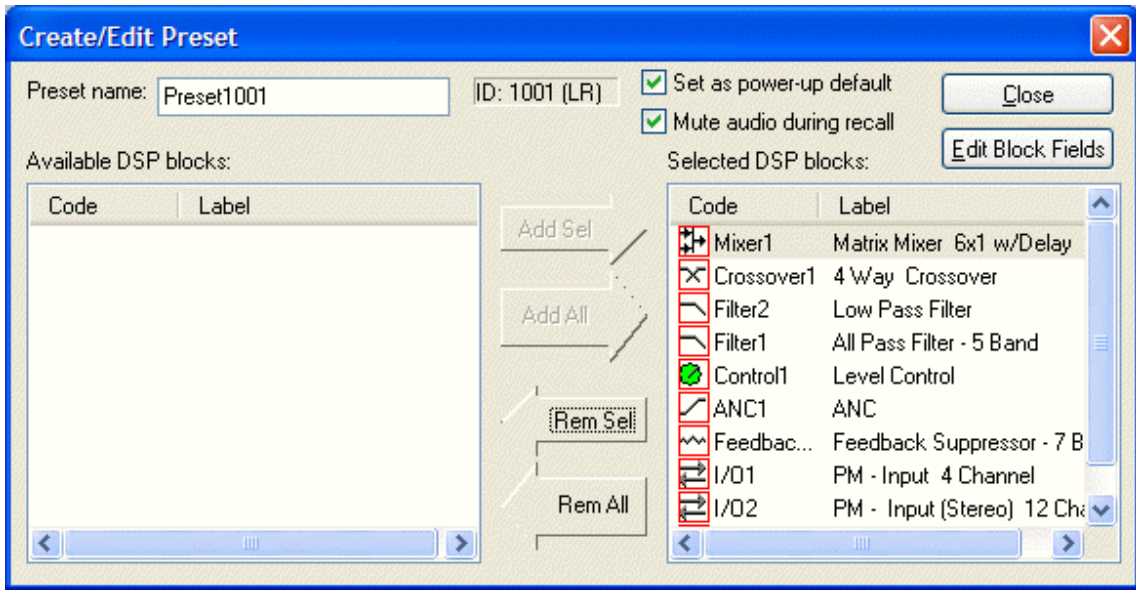 Create/Edit Preset
Preset name: Preset1001 ID: 1001 (LR) Set as power-up default Close
Mute audio during recall
Edit Block Fields
Available DSP blocks: Selected DSP blocks:
Code Label Code Label
Add Sel
Mixer1 Matrix Mixer 6x1 w/Delay
Crossover1 4 Way Crossover
Add All
Filter2 Low Pass Filter
Filter1 All Pass Filter - 5 Band
Control1 Level Control
Rem Sel
ANC1 ANC
Feedbac... Feedback Suppressor - 7 B
I/O1 PM - Input 4 Channel
Rem All
I/O2 PM - Input (Stereo) 12 Cha